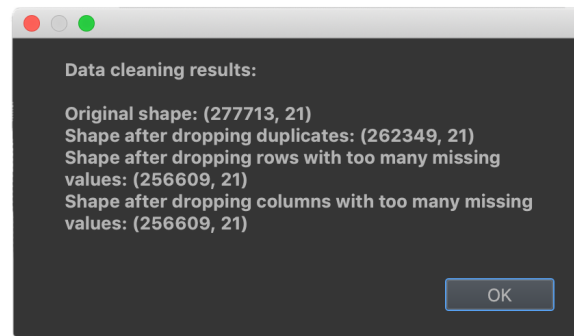 Data cleaning results:
Original shape: (277713, 21)
Shape after dropping duplicates: (262349, 21)
Shape after dropping rows with too many missing
values: (256609, 21)
Shape after dropping columns with too many missing
values: (256609, 21)
OK